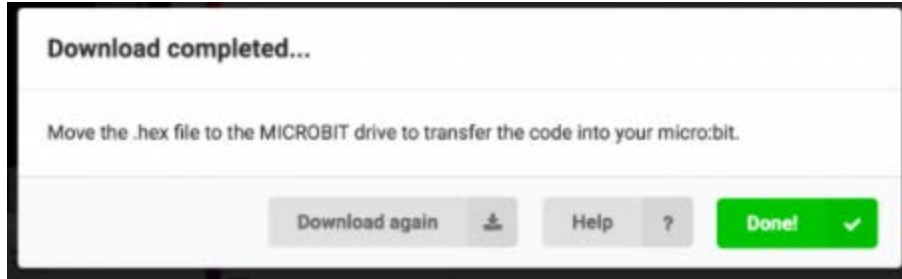 Download completed...
Move the .hex file to the MICROBIT drive to transfer the code into your micro:bit.
Download again
Help ?
Done!